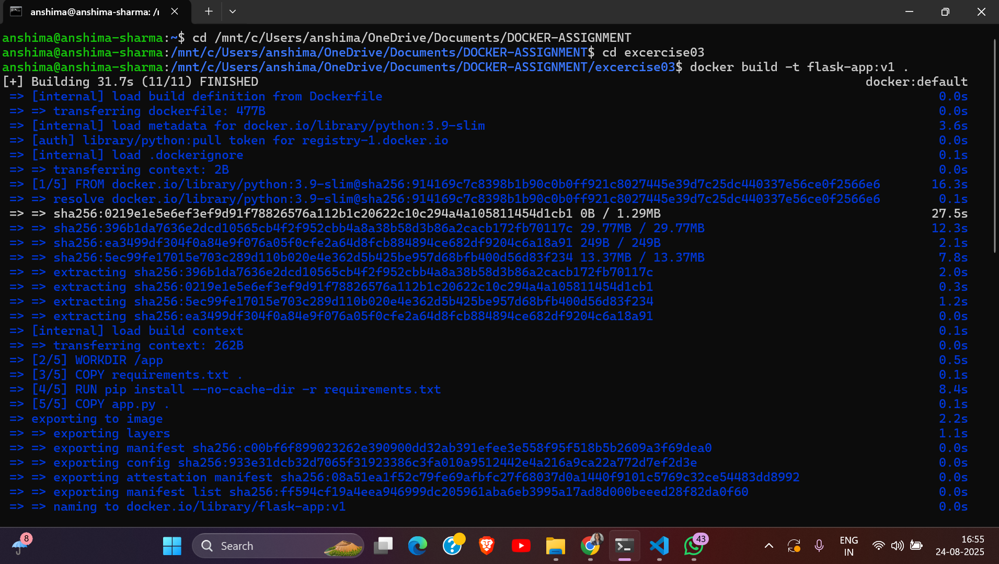 anshima@anshima-sharma: /r
anshima@anshima-sharma:~$ cd /mnt/c/Users/anshima/OneDrive/Documents/DOCKER-ASSIGNMENT
anshima@anshima-sharma:/mnt/c/Users/anshima/OneDrive/Documents/DOCKER-ASSIGNMENT$ cd excercise03
anshima@anshima-sharma:/mnt/c/Users/anshima/OneDrive/Documents/DOCKER-ASSIGNMENT/excercise03$ docker build -t flask-app:v1 .
[+] Building 31.7s (11/11) FINISHED docker:default
=> [internal] load build definition from Dockerfile 0.0s
=> => transferring dockerfile: 477B 0.0s
=> [internal] load metadata for docker.io/library/python:3.9-slim 3.6s
=> [auth] library/python:pull token for registry-1.docker.io 0.0s
=> [internal] load .dockerignore 0.1s
=> => transferring context: 2B 0.0s
=> [1/5] FROM docker.io/library/python:3.9-slim@sha256:914169c7c8398b1b90c0b0ff921c8027445e39d7c25dc440337e56ce0f2566e6 16.3s
=> => resolve docker.io/library/python:3.9-slim@sha256:914169c7c8398b1b90c0b0ff921c8027445e39d7c25dc440337e56ce0f2566e6 0.1s
=> => sha256:0219e1e5e6ef3ef9d91f78826576a112b1c20622c10c294a4a105811454d1cb1 0B / 1.29MB 27.5s
=> => sha256:396b1da7636e2dcd10565cb4f2f952cbb4a8a38b58d3b86a2cacb172fb70117c 29.77MB / 29.77MB 12.3s
=> => sha256:ea3499df304f0a84e9f076a05f0cfe2a64d8fcb884894ce682df9204c6a18a91 249B / 249B 2.1s
=> => sha256:5ec99fe17015e703c289d110b020e4e362d5b425be957d68bfb400d56d83f234 13.37MB / 13.37MB 7.8s
=> => extracting sha256:396b1da7636e2dcd10565cb4f2f952cbb4a8a38b58d3b86a2cacb172fb70117c 2.0s
=> => extracting sha256:0219e1e5e6ef3ef9d91f78826576a112b1c20622c10c294a4a105811454d1cb1 0.3s
=> => extracting sha256:5ec99fe17015e703c289d110b020e4e362d5b425be957d68bfb400d56d83f234 1.2s
=> => extracting sha256:ea3499df304f0a84e9f076a05f0cfe2a64d8fcb884894ce682df9204c6a18a91 0.0s
=> [internal] load build context 0.1s
=> => transferring context: 262B 0.0s
=> [2/5] WORKDIR /app 0.5s
=> [3/5] COPY requirements.txt . 0.1s
=> [4/5] RUN pip install --no-cache-dir -r requirements.txt 8.4s
=> [5/5] COPY app.py . 0.1s
=> exporting to image 2.2s
=> => exporting layers 1.1s
=> => exporting manifest sha256:c00bf6f899023262e390900dd32ab391efee3e558f95f518b5b2609a3f69dea0 0.0s
=> => exporting config sha256:933e31dcb32d7065f31923386c3fa010a9512442e4a216a9ca22a772d7ef2d3e 0.0s
=> => exporting attestation manifest sha256:08a51ea1f52c79fe69afbfc27f68037d0a1440f9101c5769c32ce54483dd8992 0.0s
=> => exporting manifest list sha256:ff594cf19a4eea946999dc205961aba6eb3995a17ad8d000beeed28f82da0f60 0.0s
=> => naming to docker.io/library/flask-app:v1 0.0s
8
Search
43
ENG
IN
16:55
24-08-2025